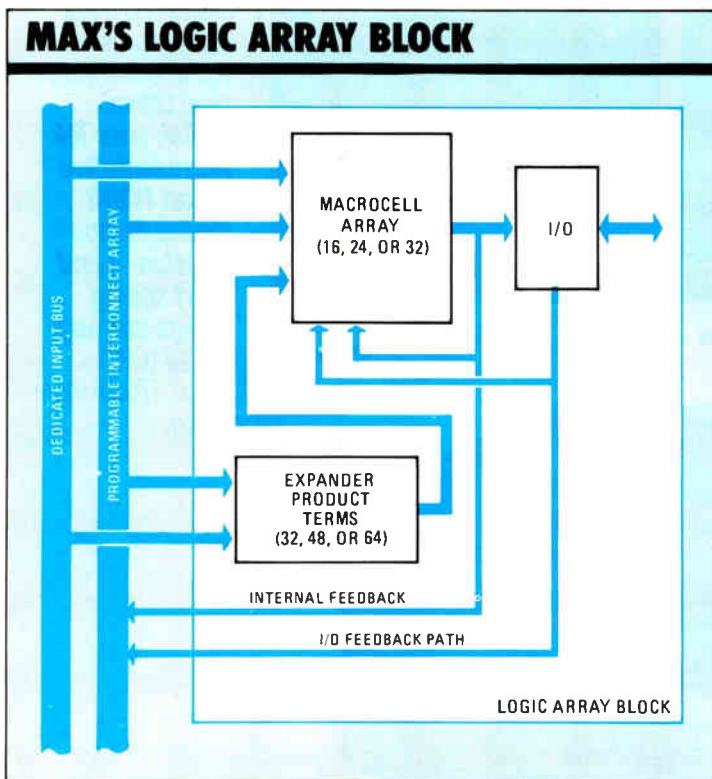 MAX'S LOGIC ARRAY BLOCK
DEDICATED INPUT BUS
PROGRAMMABLE INTERCONNECT ARRAY
MACROCELL
ARRAY
(16, 24, OR 32)
I/O
EXPANDER
PRODUCT
TERMS
(32, 48, OR 64)
INTERNAL FEEDBACK
I/O FEEDBACK PATH
LOGIC ARRAY BLOCK